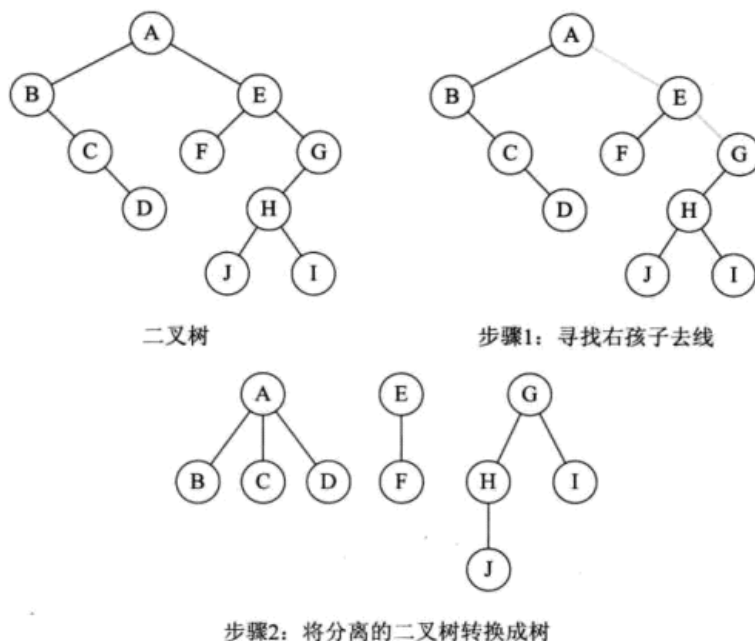 A A
B E B E
C F G C F G
D H D H
J I J I
二叉树 步骤1：寻找右孩子去线
A E G
B C D F H I
J
步骤2：将分离的二叉树转换成树